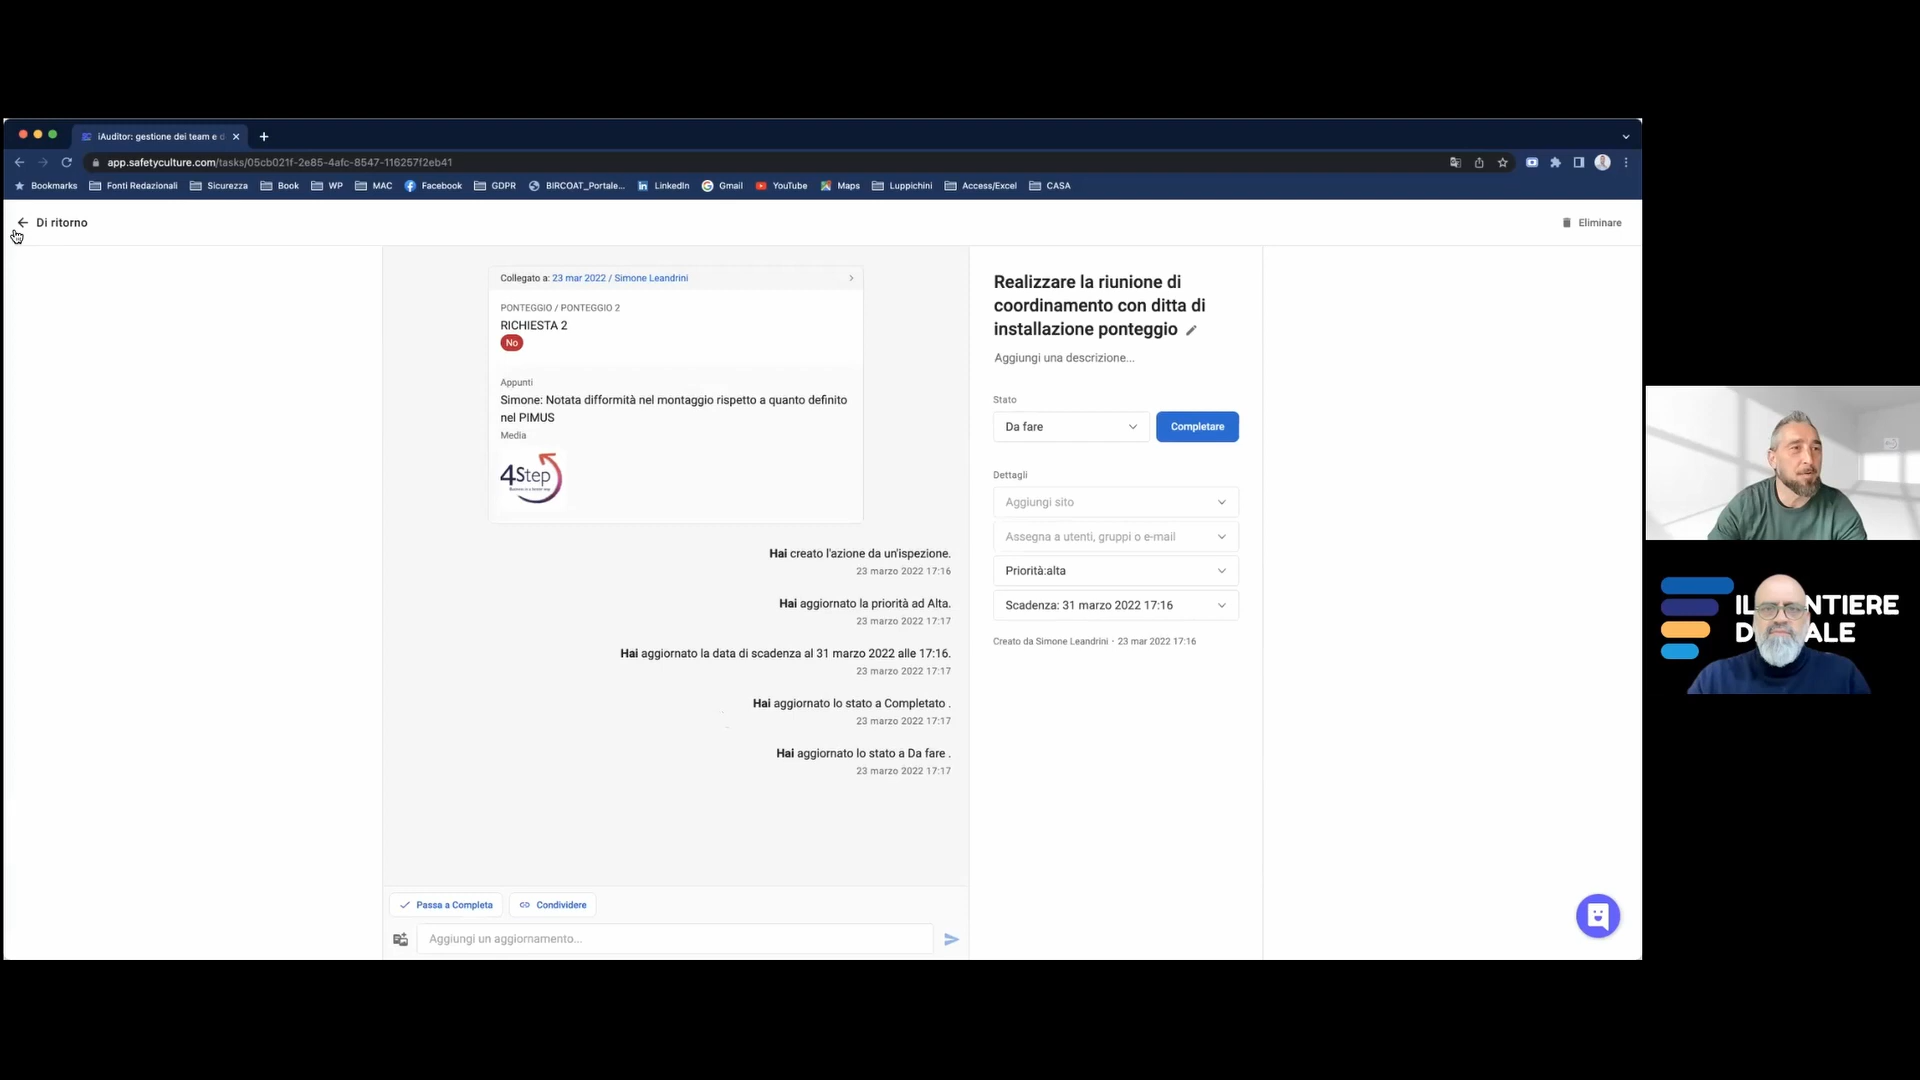 iAuditor: gestione dei team e d
app.safetyculture.com/tasks/05cb021f-2e85-4afc-8547-116257f2eb41
Bookmarks Fonti Redazionali Sicurezza Book WP MAC Facebook GDPR BIRCOAT_Portale... LinkedIn Gmail YouTube Maps Luppichini Access/Excel CASA
Di ritorno
Eliminare
Collegato a: 23 mar 2022 / Simone Leandrini
PONTEGGIO / PONTEGGIO 2
RICHIESTA 2
No
Appunti
Simone: Notata difformità nel montaggio rispetto a quanto definito
nel PIMUS
Media
4Step
Hai creato l'azione da un'ispezione.
23 marzo 2022 17:16
Hai aggiornato la priorità ad Alta.
23 marzo 2022 17:17
Hai aggiornato la data di scadenza al 31 marzo 2022 alle 17:16.
23 marzo 2022 17:17
Hai aggiornato lo stato a Completato .
23 marzo 2022 17:17
Hai aggiornato lo stato a Da fare .
23 marzo 2022 17:17
Passa a Completa
Condividere
Aggiungi un aggiornamento...
Realizzare la riunione di
coordinamento con ditta di
installazione ponteggio
Aggiungi una descrizione...
Stato
Da fare
Completare
Dettagli
Aggiungi sito
Assegna a utenti, gruppi o e-mail
Priorità:alta
Scadenza: 31 marzo 2022 17:16
Creato da Simone Leandrini · 23 mar 2022 17:16
IL NTIERE
D ALE